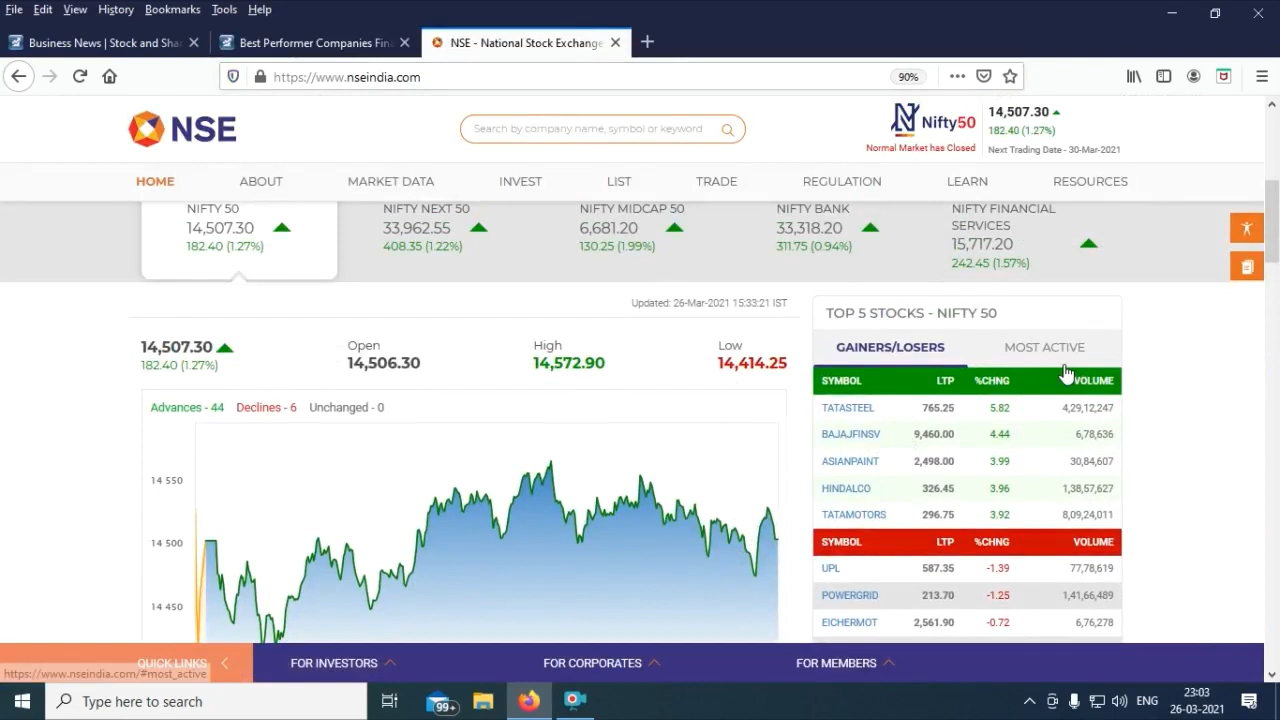 File Edit View History Bookmarks Tools Help
Business News | Stock and Sha
Best Performer Companies Fina
NSE - National Stock Exchange
https://www.nseindia.com
90%
NSE
Search by company name, symbol or keyword
Nifty50
Normal Market has Closed
14,507.30
182.40 (1.27%)
Next Trading Date - 30-Mar-2021
HOME ABOUT MARKET DATA INVEST LIST TRADE REGULATION LEARN RESOURCES
NIFTY 50
14,507.30
182.40 (1.27%)
NIFTY NEXT 50
33,962.55
408.35 (1.22%)
NIFTY MIDCAP 50
6,681.20
130.25 (1.99%)
NIFTY BANK
33,318.20
311.75 (0.94%)
NIFTY FINANCIAL
SERVICES
15,717.20
242.45 (1.57%)
Updated: 26-Mar-2021 15:33:21 IST
14,507.30
182.40 (1.27%)
Open
14,506.30
High
14,572.90
Low
14,414.25
Advances - 44 Declines - 6 Unchanged - 0
14 550
14 500
14 450
TOP 5 STOCKS - NIFTY 50
GAINERS/LOSERS MOST ACTIVE
SYMBOL LTP %CHNG VOLUME
TATASTEEL 765.25 5.82 4,29,12,247
BAJAJFINSV 9,460.00 4.44 6,78,636
ASIANPAINT 2,498.00 3.99 30,84,607
HINDALCO 326.45 3.96 1,38,57,627
TATAMOTORS 296.75 3.92 8,09,24,011
SYMBOL LTP %CHNG VOLUME
UPL 587.35 -1.39 77,78,619
POWERGRID 213.70 -1.25 1,41,66,489
EICHERMOT 2,561.90 -0.72 6,76,278
QUICK LINKS FOR INVESTORS FOR CORPORATES FOR MEMBERS
https://www.nseindia.com/#most_active
Type here to search
99+
ENG
23:03
26-03-2021